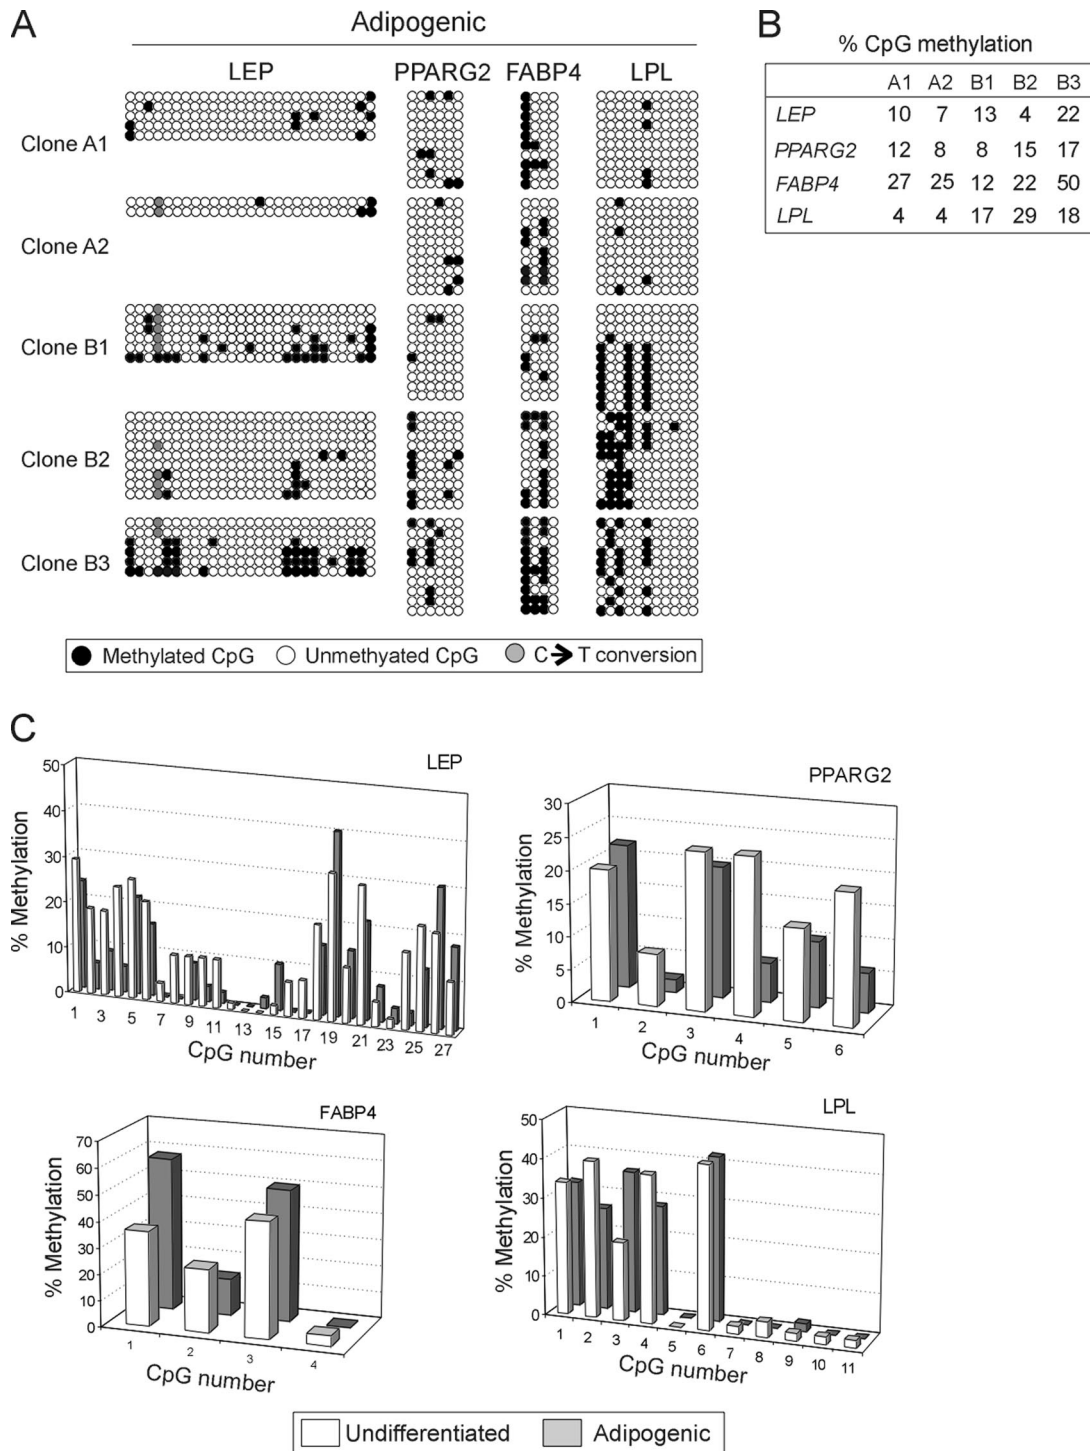 A
Adipogenic
LEP PPARG2 FABP4 LPL
Clone A1
Clone A2
Clone B1
Clone B2
Clone B3
Methylated CpG Unmethyated CpG C → T conversion
B
% CpG methylation
A1 A2 B1 B2 B3
LEP 10 7 13 4 22
PPARG2 12 8 8 15 17
FABP4 27 25 12 22 50
LPL 4 4 17 29 18
C
LEP
% Methylation
50
40
30
20
10
0
1 3 5 7 9 11 13 15 17 19 21 23 25 27
CpG number
PPARG2
% Methylation
30
25
20
15
10
5
0
1 2 3 4 5 6
CpG number
FABP4
% Methylation
70
60
50
40
30
20
10
0
1 2 3 4
CpG number
LPL
% Methylation
50
40
30
20
10
0
1 2 3 4 5 6 7 8 9 10 11
CpG number
Undifferentiated Adipogenic